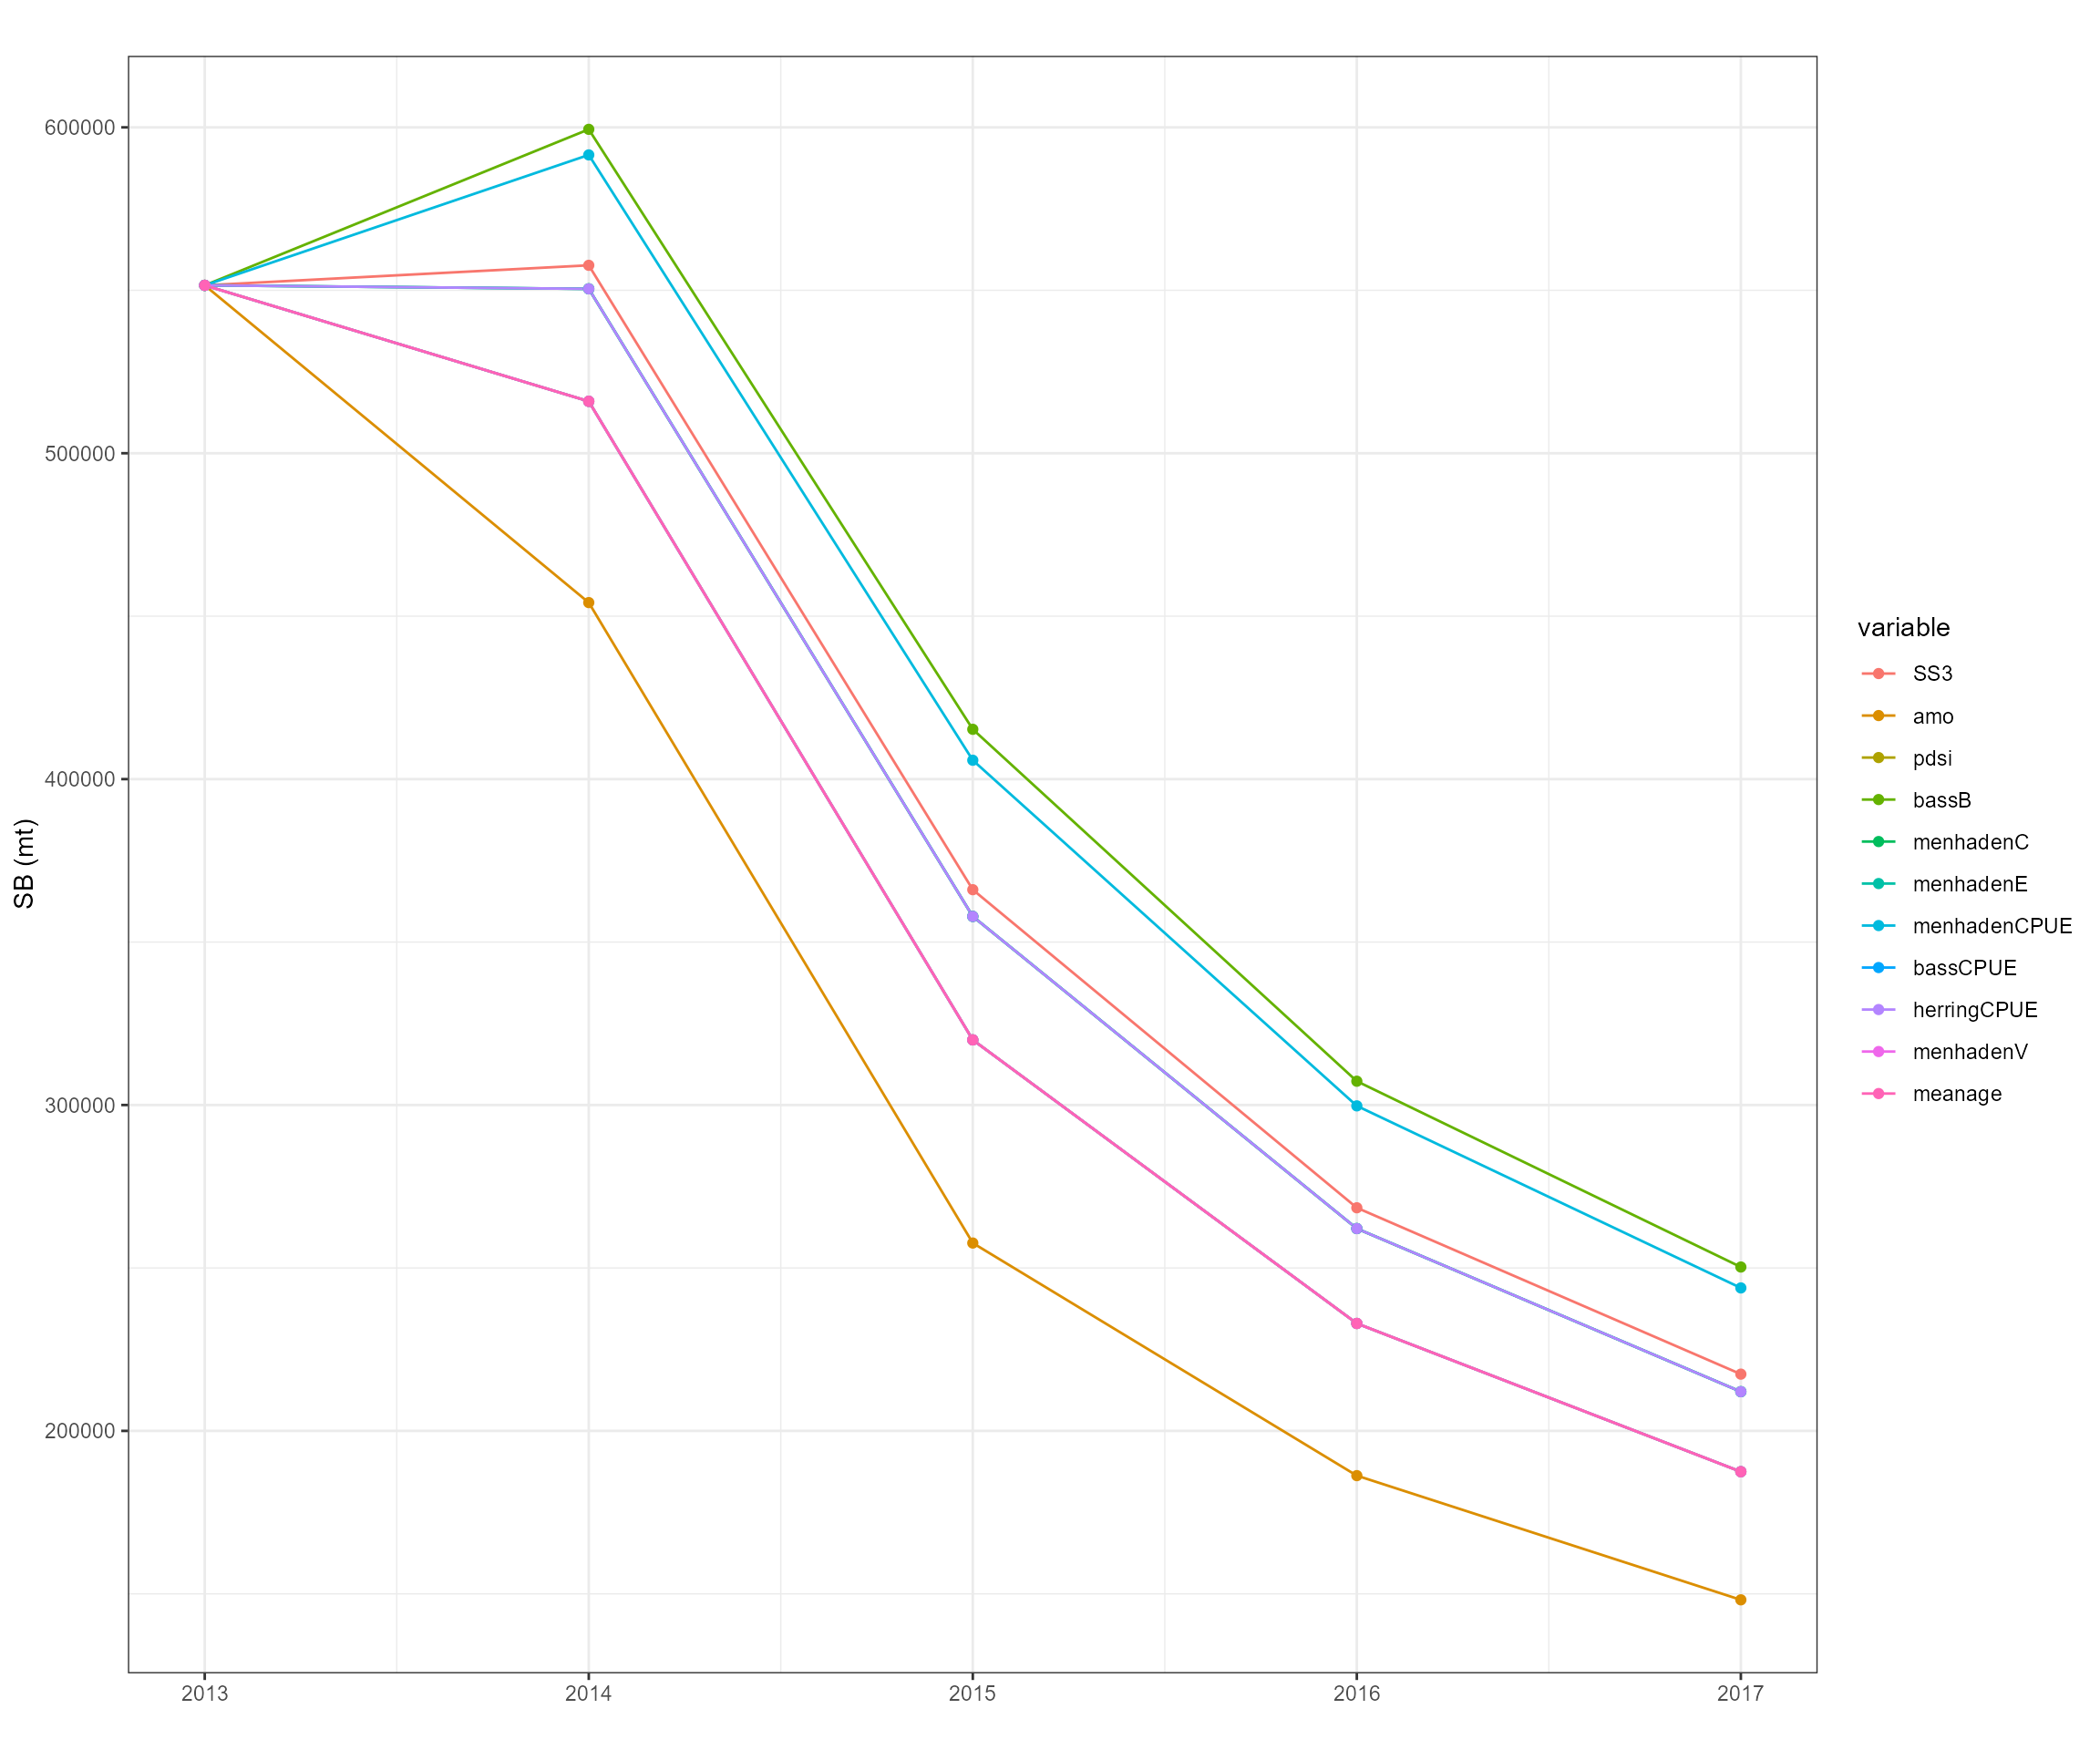 600000
500000
400000
300000
200000
SB (mt)
2013
2014
2015
2016
2017
variable
SS3
amo
pdsi
bassB
menhadenC
menhadenE
menhadenCPUE
bassCPUE
herringCPUE
menhadenV
meanage